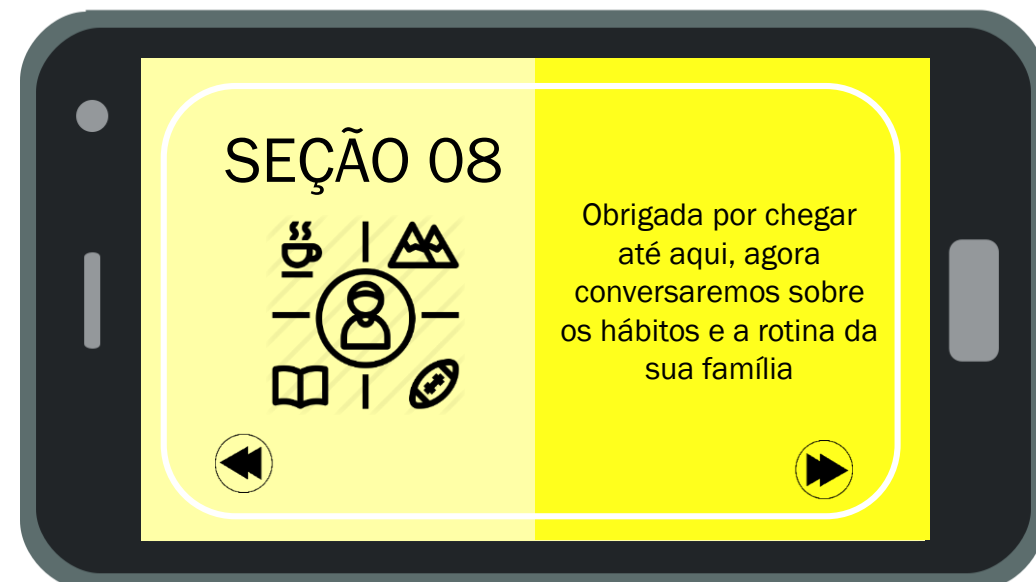 SEÇÃO 08
Obrigada por chegar
até aqui, agora
conversaremos sobre
os hábitos e a rotina da
sua família